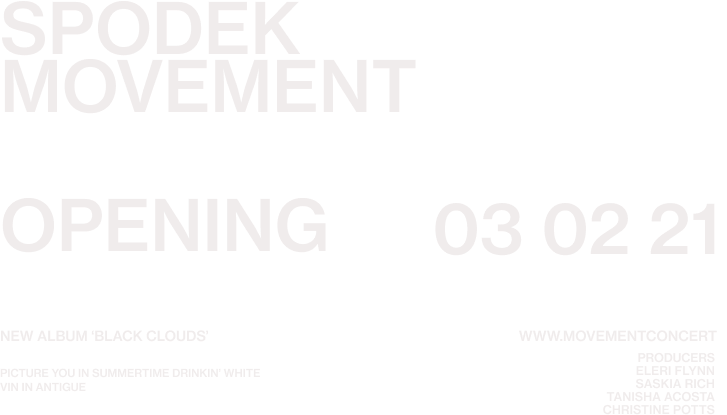 SPODEK
MOVEMENT
OPENING
03 02 21
NEW ALBUM ‘BLACK CLOUDS’
WWW.MOVEMENTCONCERT
PICTURE YOU IN SUMMERTIME DRINKIN’ WHITE
VIN IN ANTIGUE
PRODUCERS
ELERI FLYNN
SASKIA RICH
TANISHA ACOSTA
CHRISTINE POTTS